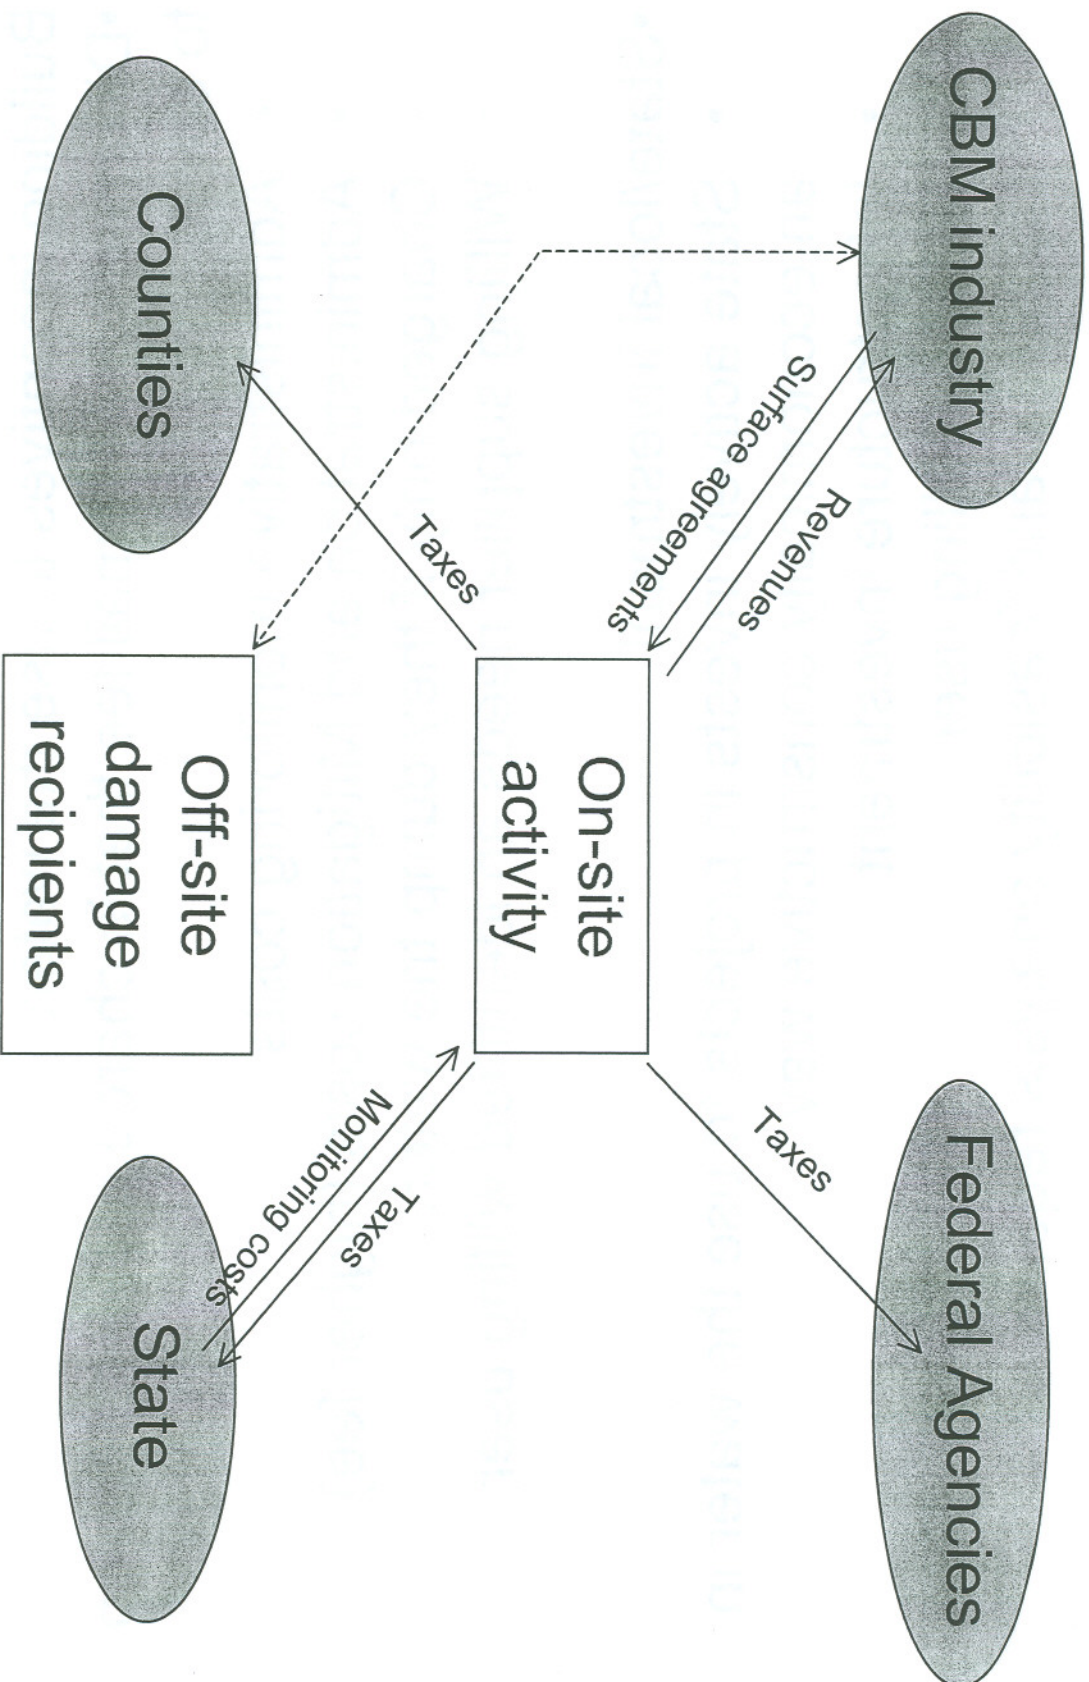 CBM industry
Federal Agencies
Revenues
Surface agreements
Taxes
On-site
activity
Taxes
Taxes
Monitoring costs
Counties
State
Off-site
damage
recipients